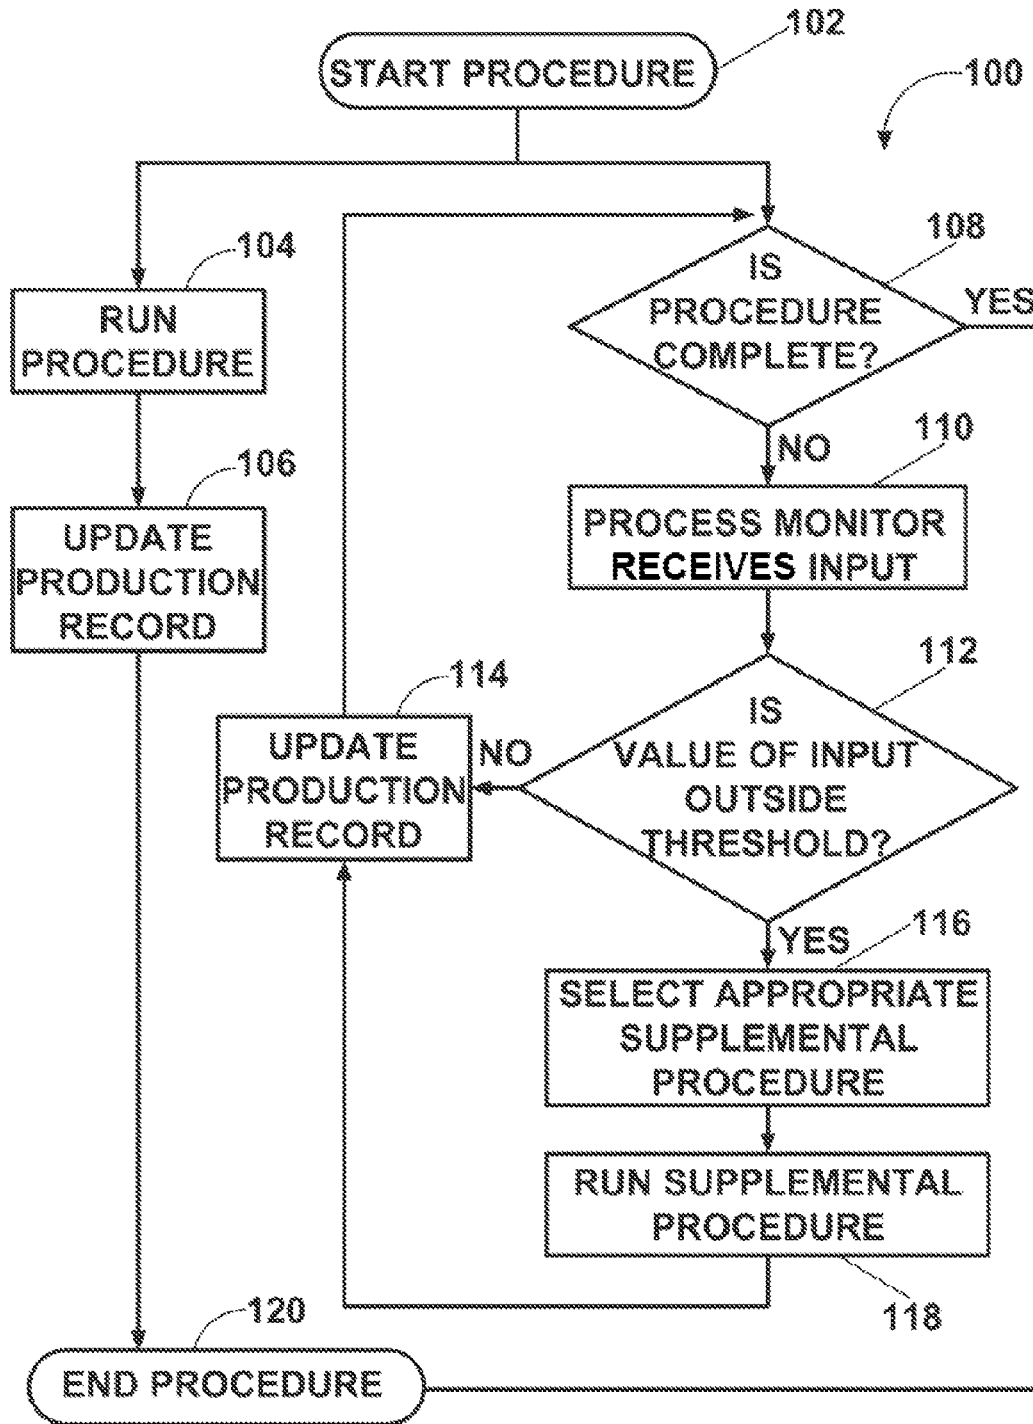 102
START PROCEDURE
100
104
108
RUN
PROCEDURE
IS
PROCEDURE
COMPLETE?
YES
NO
106
110
UPDATE
PRODUCTION
RECORD
PROCESS MONITOR
RECEIVES INPUT
114
112
UPDATE
PRODUCTION
RECORD
NO
IS
VALUE OF INPUT
OUTSIDE
THRESHOLD?
YES
116
SELECT APPROPRIATE
SUPPLEMENTAL
PROCEDURE
RUN SUPPLEMENTAL
PROCEDURE
118
120
END PROCEDURE